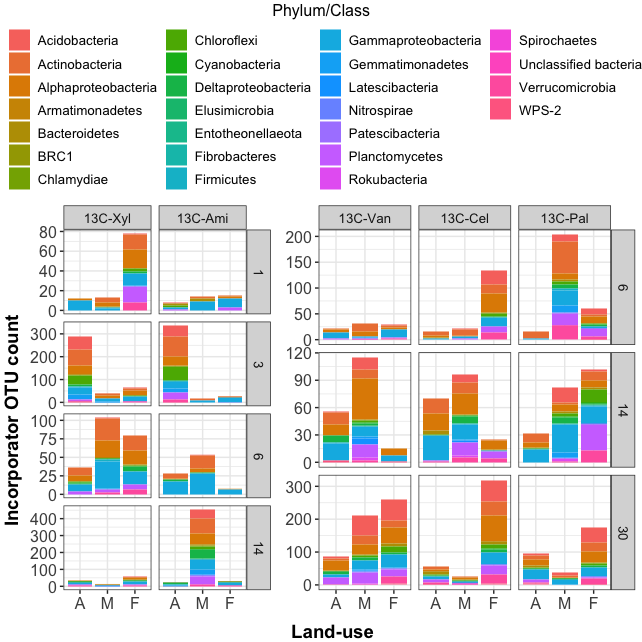 Phylum/Class
Acidobacteria Chloroflexi Gammaproteobacteria Spirochaetes
Actinobacteria Cyanobacteria Gemmatimonadetes Unclassified bacteria
Alphaproteobacteria Deltaproteobacteria Latescibacteria Verrucomicrobia
Armatimonadetes Elusimicrobia Nitrospirae WPS-2
Bacteroidetes Entotheonellaeota Patescibacteria
BRC1 Fibrobacteres Planctomycetes
Chlamydiae Firmicutes Rokubacteria
13C-Xyl 13C-Ami
80
60
40
20
0
1
300
200
100
0
3
100
75
50
25
0
6
400
300
200
100
0
14
A M F A M F
13C-Van 13C-Cel 13C-Pal
200
150
100
50
0
6
120
90
60
30
0
14
300
200
100
0
30
A M F A M F A M F
Incorporator OTU count
Land-use